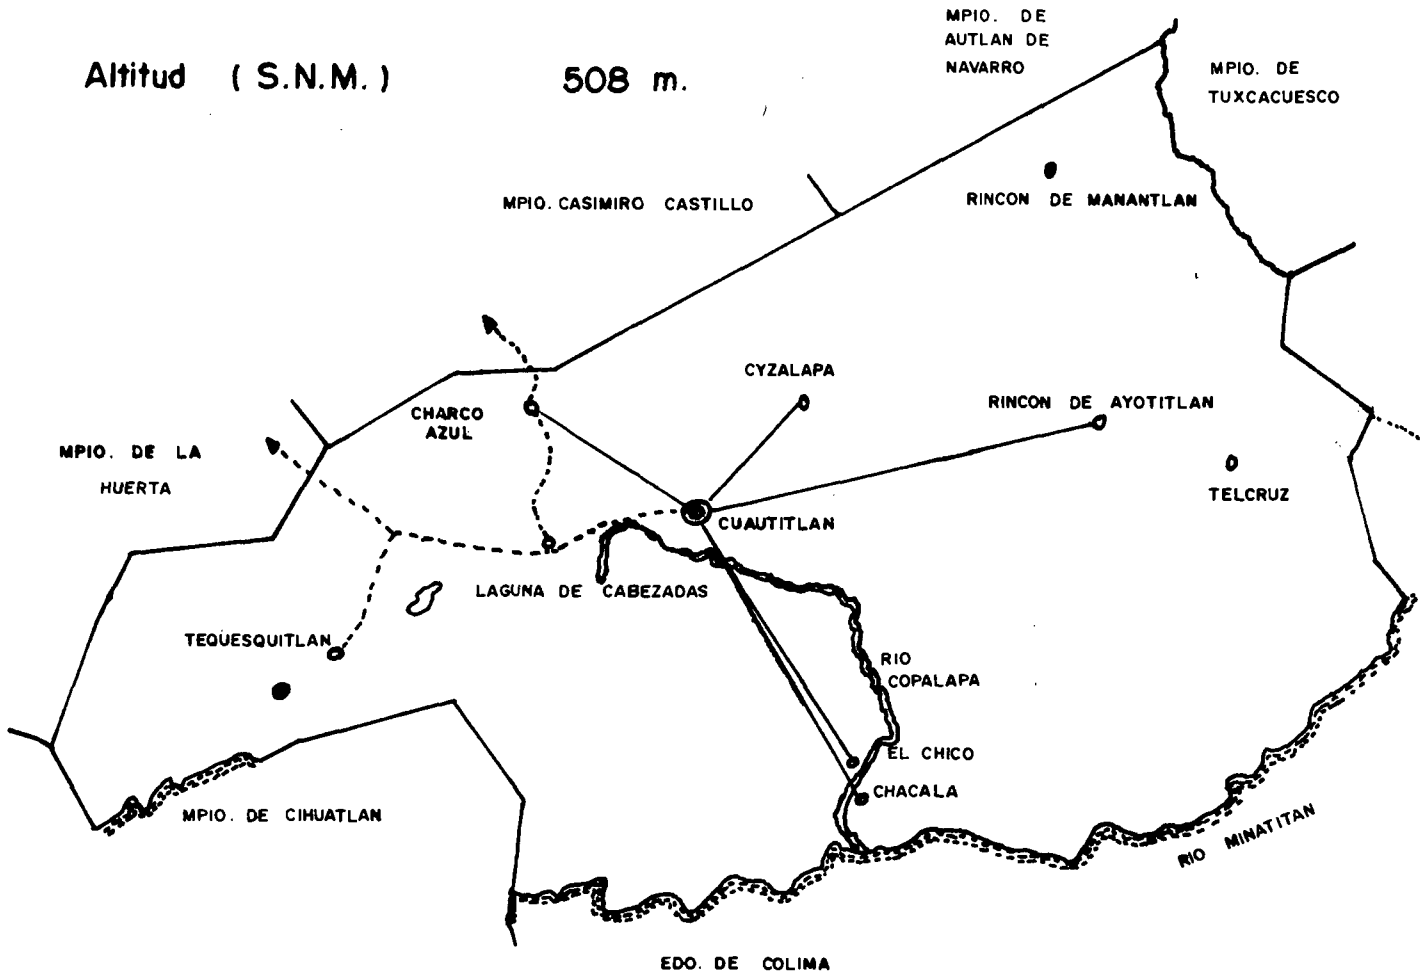 MPIO. DE
AUTLAN DE
NAVARRO
Altitud ( S.N.M. ) 508 m.
MPIO. DE
TUXCACUESCO
RINCON DE MANANTLAN
MPIO. CASIMIRO CASTILLO
CYZALAPA
CHARCO
AZUL
RINCON DE AYOTITLAN
MPIO. DE LA
HUERTA
TELCRUZ
CUAUTITLAN
LAGUNA DE CABEZADAS
TEQUESQUITLAN
RIO
COPALAPA
EL CHICO
CHACALA
MPIO. DE CIHUATLAN
RIO MINATITAN
EDO. DE COLIMA